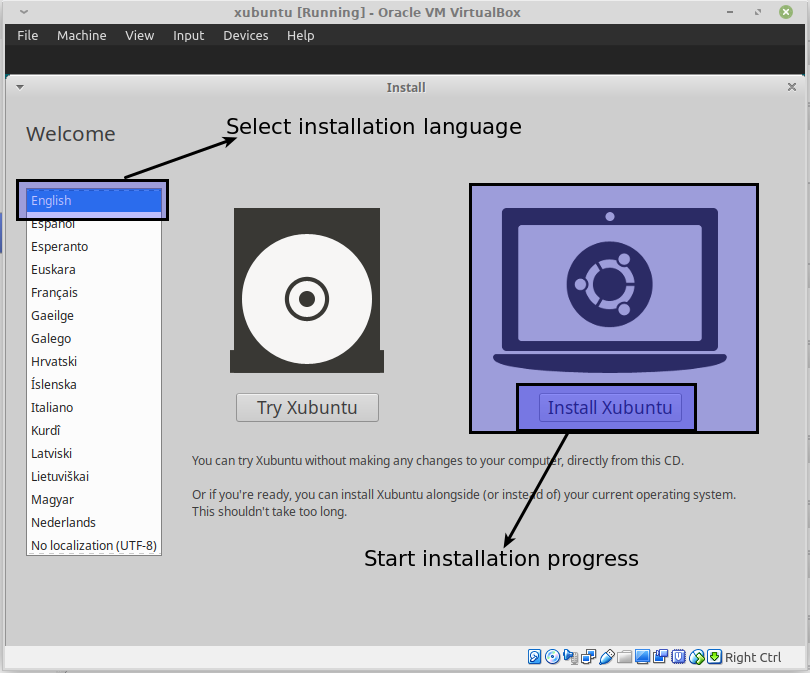 xubuntu [Running] - Oracle VM VirtualBox
File Machine View Input Devices Help
Install
Welcome
Select installation language
English
Español
Esperanto
Euskara
Français
Gaeilge
Galego
Hrvatski
Íslenska
Italiano
Kurdî
Latviski
Lietuviškai
Magyar
Nederlands
No localization (UTF-8)
Try Xubuntu
Install Xubuntu
You can try Xubuntu without making any changes to your computer, directly from this CD.
Or if you're ready, you can install Xubuntu alongside (or instead of) your current operating system.
This shouldn't take too long.
Start installation progress
Right Ctrl